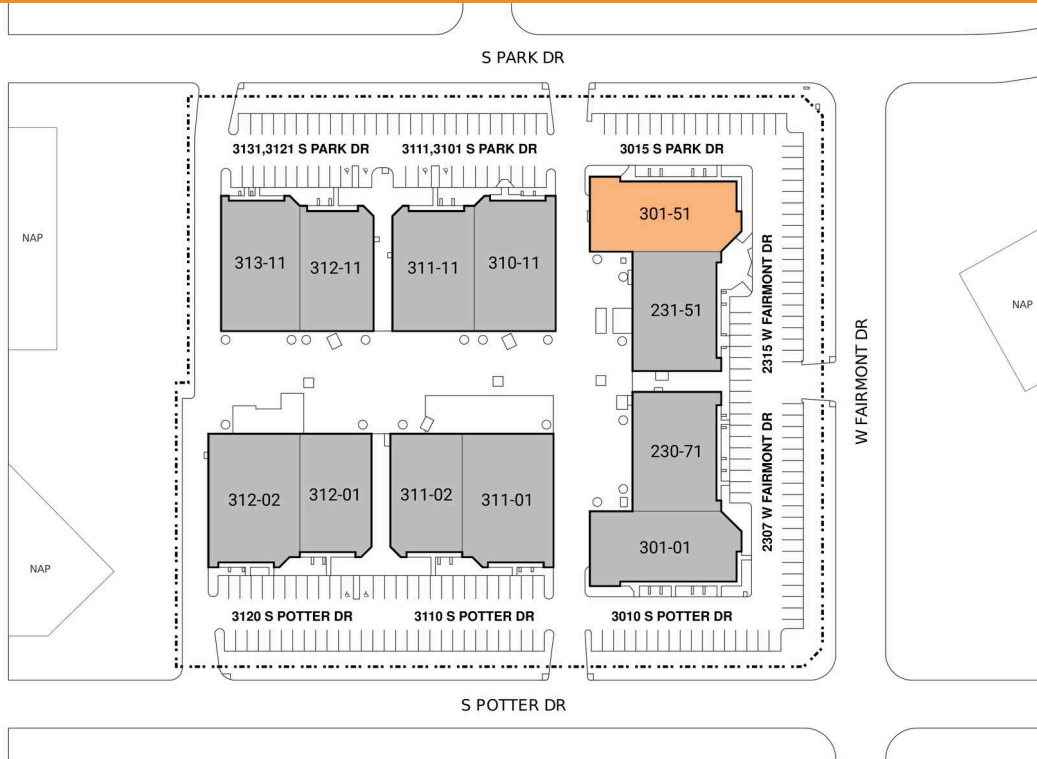 S PARK DR
3131,3121 S PARK DR
3111,3101 S PARK DR
3015 S PARK DR
NAP
313-11
312-11
311-11
310-11
301-51
231-51
2315 W FAIRMONT DR
NAP
W FAIRMONT DR
312-02
312-01
311-02
311-01
230-71
301-01
2307 W FAIRMONT DR
NAP
3120 S POTTER DR
3110 S POTTER DR
3010 S POTTER DR
S POTTER DR